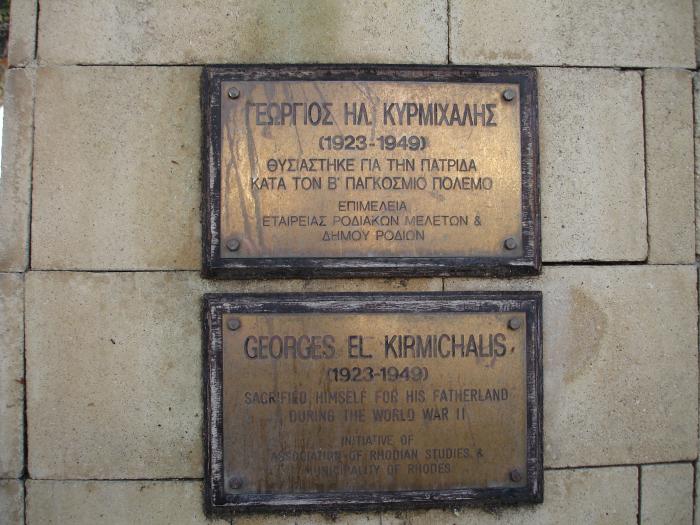 ΓΕΩΡΓΙΟΣ ΗΛ. ΚΥΡΜΙΧΑΛΗΣ
(1923-1949)
ΘΥΣΙΑΣΤΗΚΕ ΓΙΑ ΤΗΝ ΠΑΤΡΙΔΑ
ΚΑΤΑ ΤΟΝ Β' ΠΑΓΚΟΣΜΙΟ ΠΟΛΕΜΟ
ΕΠΙΜΕΛΕΙΑ
ΕΤΑΙΡΕΙΑΣ ΡΟΔΙΑΚΩΝ ΜΕΛΕΤΩΝ &
ΔΗΜΟΥ ΡΟΔΙΩΝ
GEORGES EL. KIRMICHALIS
(1923-1949)
SACRIFIED HIMSELF FOR HIS FATHERLAND
DURING THE WORLD WAR II
INITIATIVE OF
ASSOCIATION OF RHODIAN STUDIES &
MUNICIPALITY OF RHODES